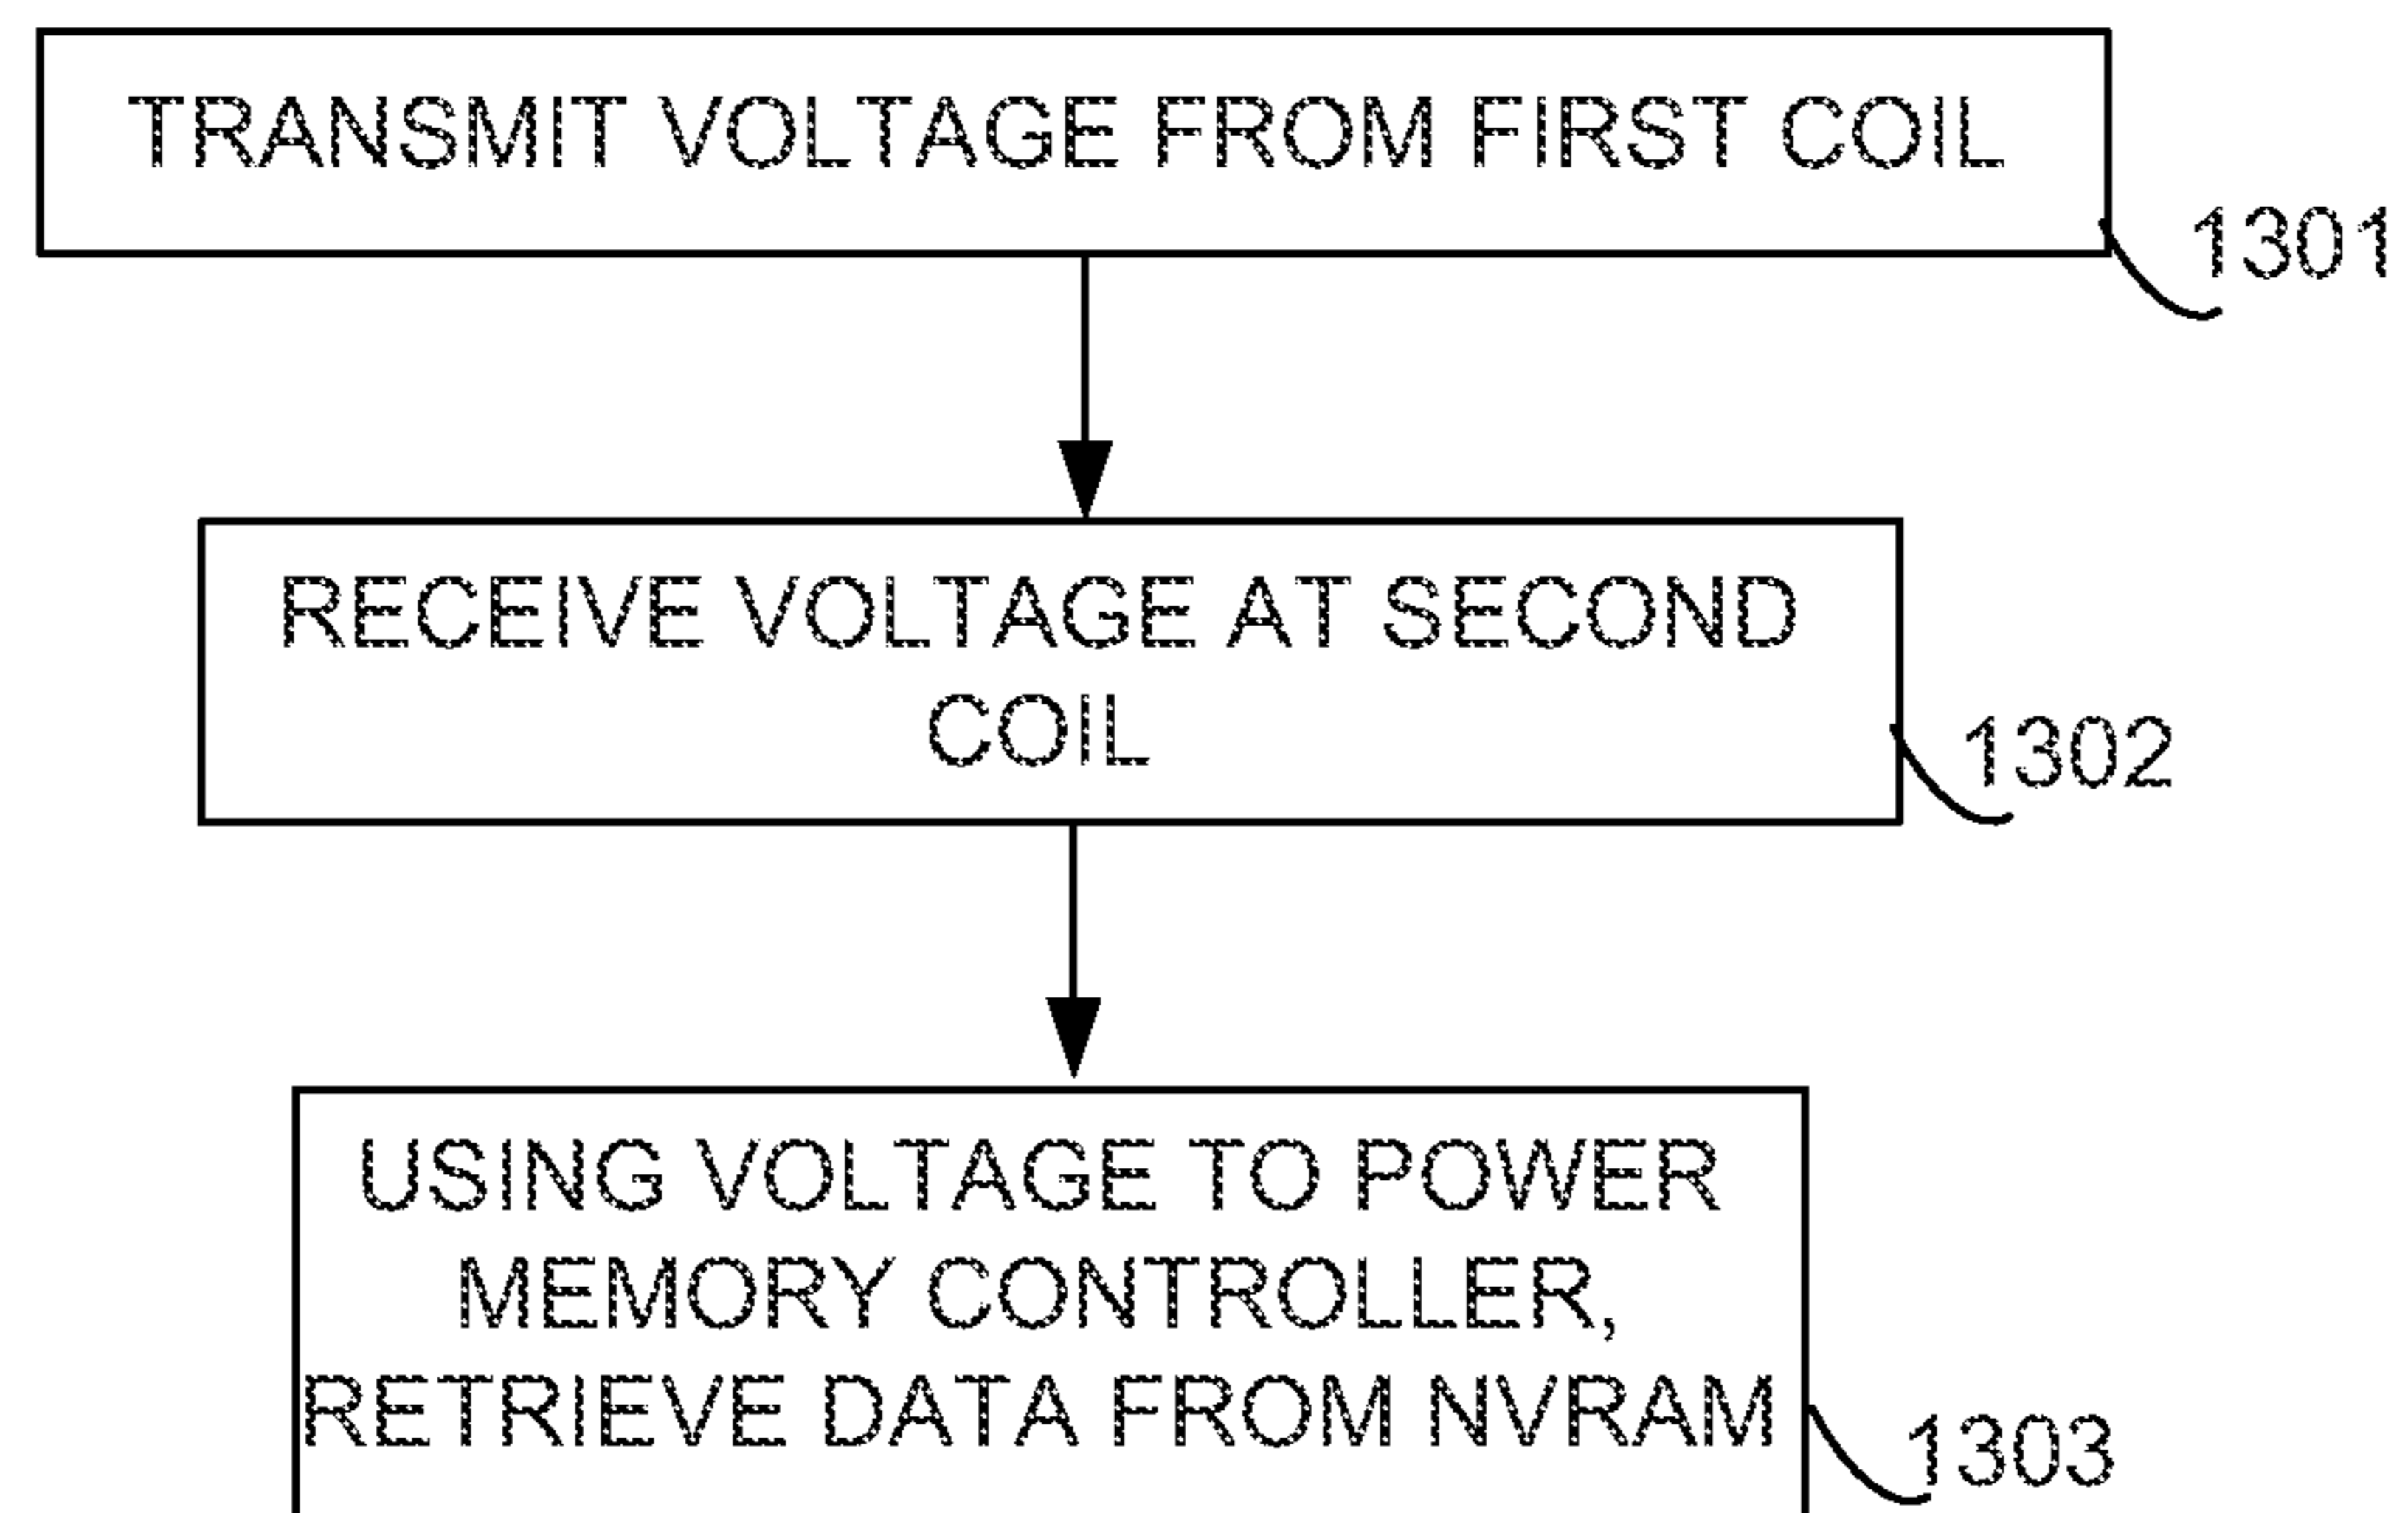 TRANSMIT VOLTAGE FROM FIRST COIL
1301
RECEIVE VOLTAGE AT SECOND
COIL
1302
USING VOLTAGE TO POWER
MEMORY CONTROLLER,
RETRIEVE DATA FROM NVRAM
1303